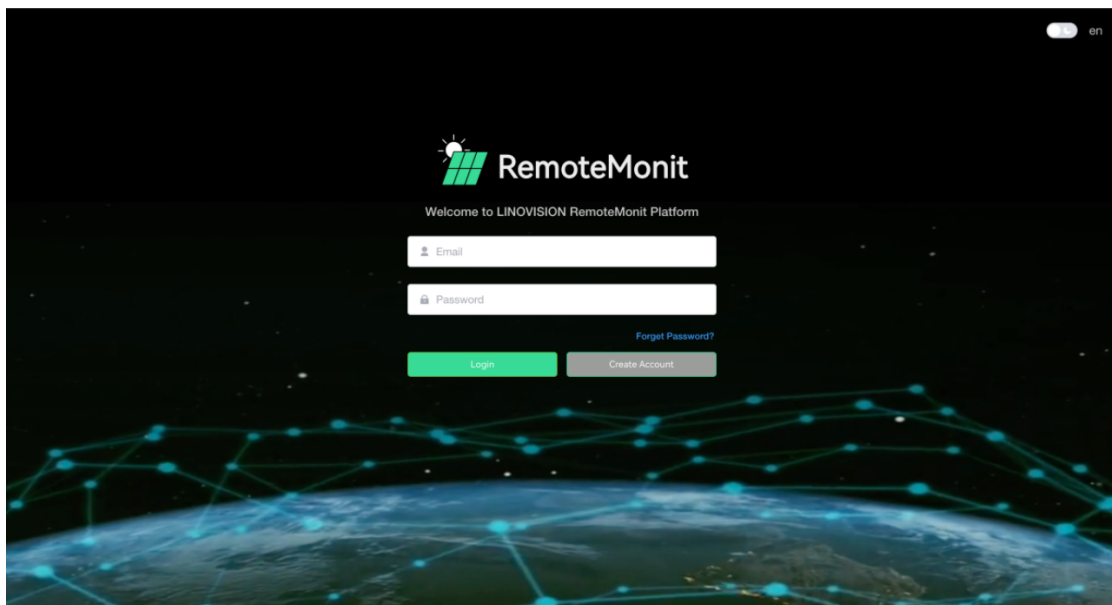 en
RemoteMonit
Welcome to LINOVISION RemoteMonit Platform
Email
Password
Forget Password?
Login
Create Account